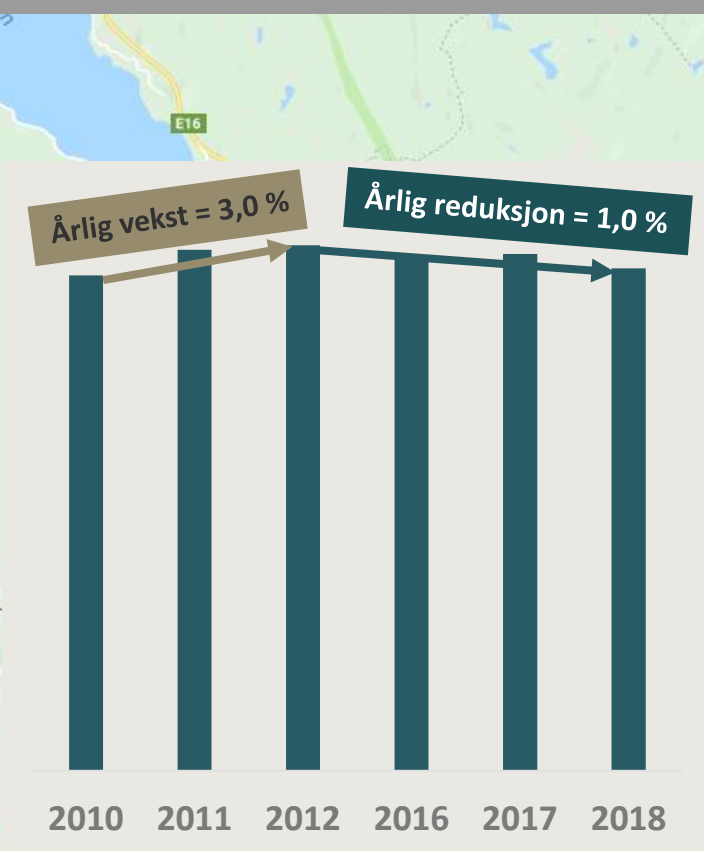 E16
Årlig vekst = 3,0 %
Årlig reduksjon = 1,0 %
2010 2011 2012 2016 2017 2018